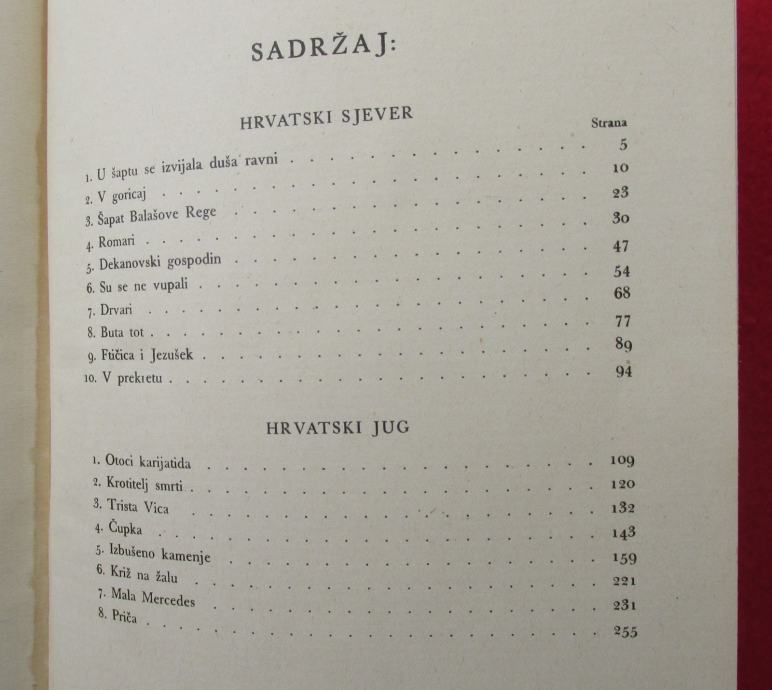 SADRŽAJ:
HRVATSKI SJEVER
Strana
1. U šaptu se izvijala duša ravni . . . . . . . . . . . . 5
2. V goricaj . . . . . . . . . . . . . . . . 10
3. Šapat Balašove Rege . . . . . . . . . . . . . . 23
4. Romari . . . . . . . . . . . . . . . . 30
5. Dekanovski gospodin . . . . . . . . . . . . . 47
6. Su se ne vupali . . . . . . . . . . . . . . . 54
7. Drvari . . . . . . . . . . . . . . . . 68
8. Buta tot . . . . . . . . . . . . . . . . 77
9. Ftičica i Jezušek . . . . . . . . . . . . . . 89
10. V prekretu . . . . . . . . . . . . . . . . 94
HRVATSKI JUG
1. Otoci karijatida . . . . . . . . . . . . . . . 109
2. Krotitelj smrti . . . . . . . . . . . . . . . 120
3. Trista Vica . . . . . . . . . . . . . . . . 132
4. Čupka . . . . . . . . . . . . . . . . . 143
5. Izbušeno kamenje . . . . . . . . . . . . . . 159
6. Križ na žalu . . . . . . . . . . . . . . . 221
7. Mala Mercedes . . . . . . . . . . . . . . . 231
8. Priča . . . . . . . . . . . . . . . . . 255